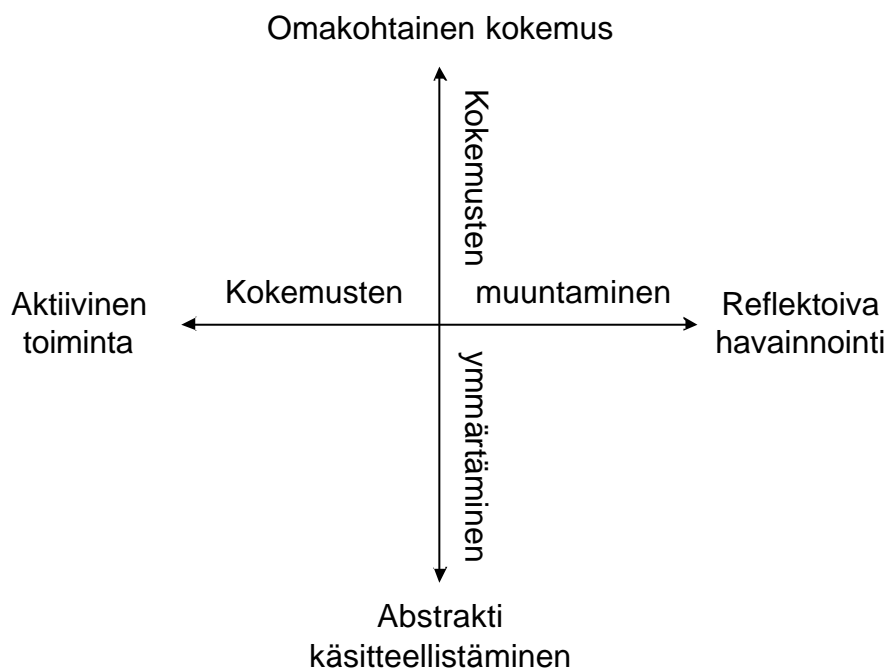 Omakohtainen kokemus
Kokemusten
Kokemusten muuntaminen
Aktiivinen
toiminta
Reflektoiva
havainnointi
ymmärtäminen
Abstrakti
käsitteellistäminen